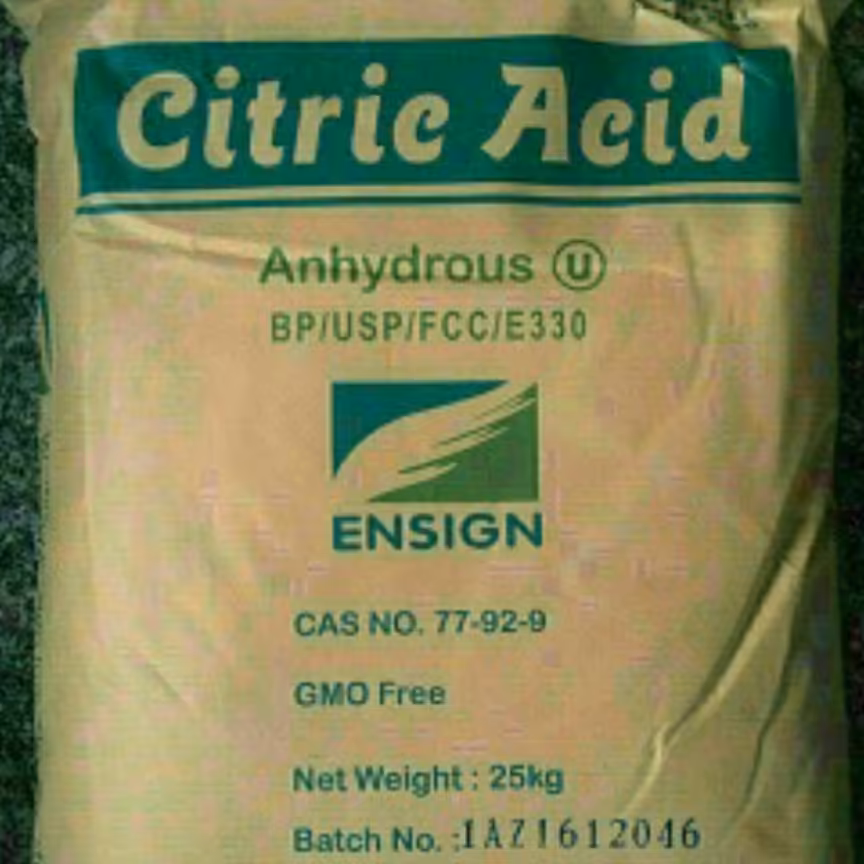 Citric Acid
Anhydrous Ⓤ
BP/USP/FCC/E330
ENSIGN
CAS NO. 77-92-9
GMO Free
Net Weight : 25kg
Batch No. :1AZ1612046